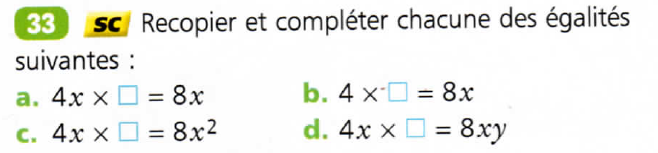 33 SC Recopier et compléter chacune des égalités
suivantes :
a. 4x × □ = 8x b. 4 × □ = 8x
c. 4x × □ = 8x² d. 4x × □ = 8xy